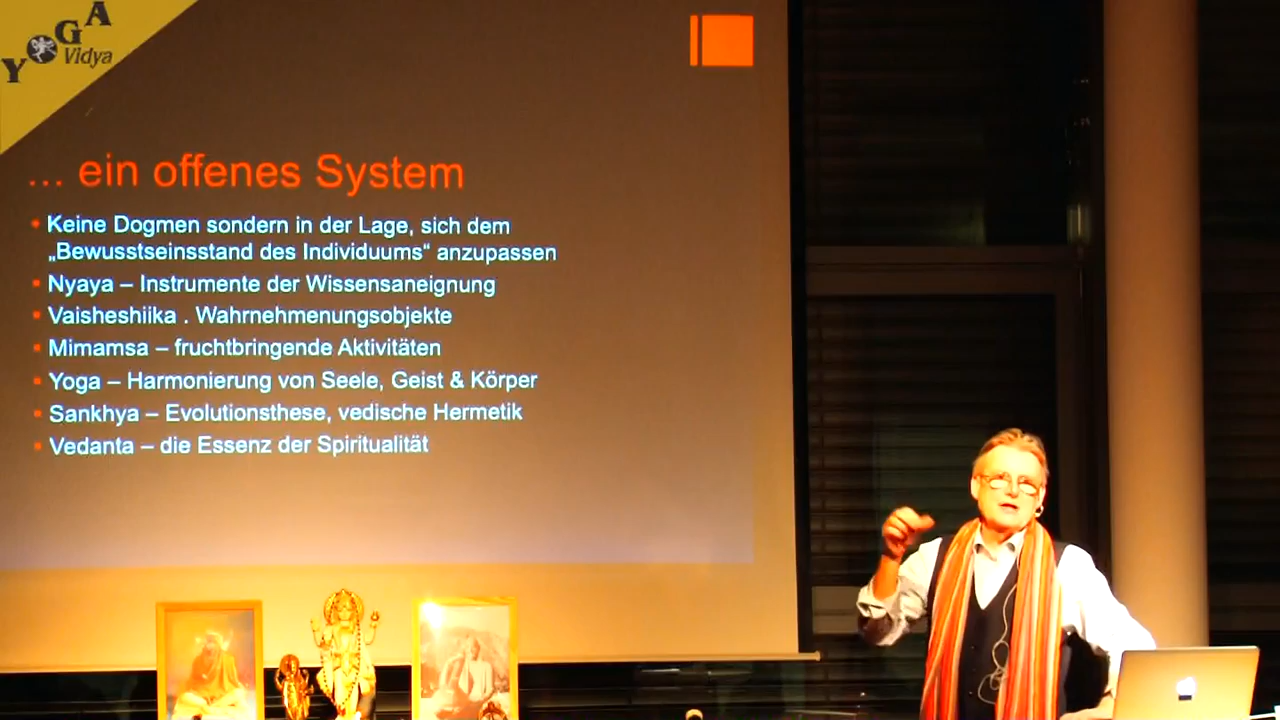 YOGA
Vidya
... ein offenes System
Keine Dogmen sondern in der Lage, sich dem
„Bewusstseinsstand des Individuums“ anzupassen
Nyaya – Instrumente der Wissensaneignung
Vaisheshiika . Wahrnehmenungsobjekte
Mimamsa – fruchtbringende Aktivitäten
Yoga – Harmonierung von Seele, Geist & Körper
Sankhya – Evolutionsthese, vedische Hermetik
Vedanta – die Essenz der Spiritualität